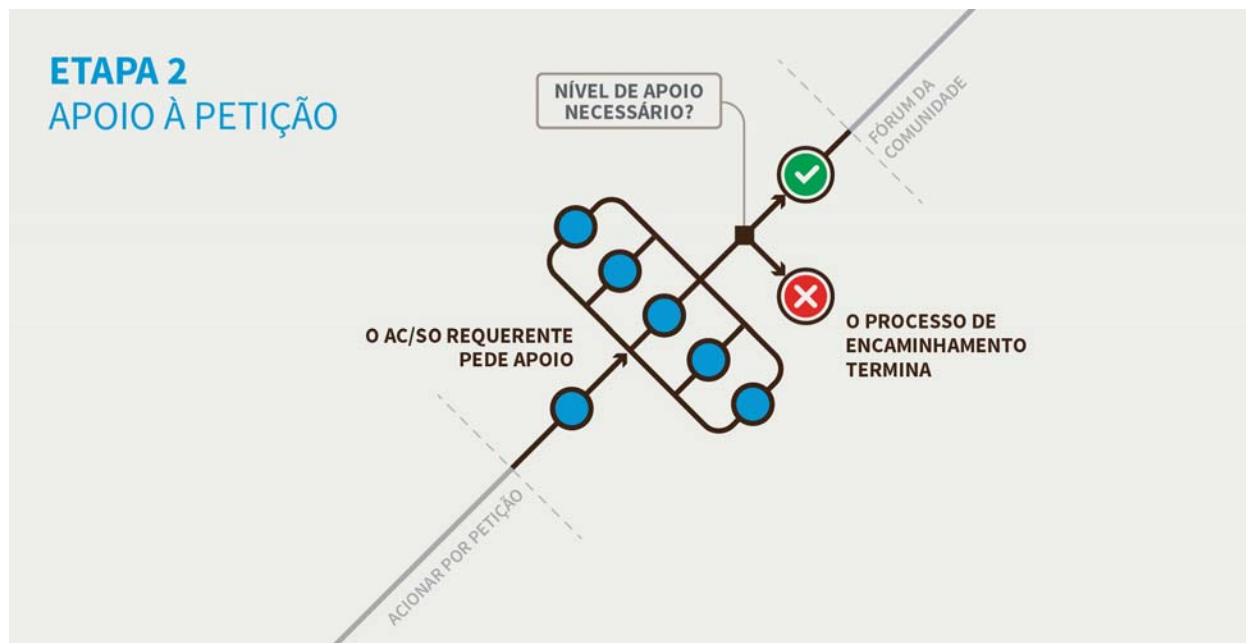 ETAPA 2
APOIO À PETIÇÃO
NÍVEL DE APOIO
NECESSÁRIO?
FÓRUM DA
COMUNIDADE
O AC/SO REQUERENTE
PEDE APOIO
O PROCESSO DE
ENCAMINHAMENTO
TERMINA
ACIONAR POR PETIÇÃO